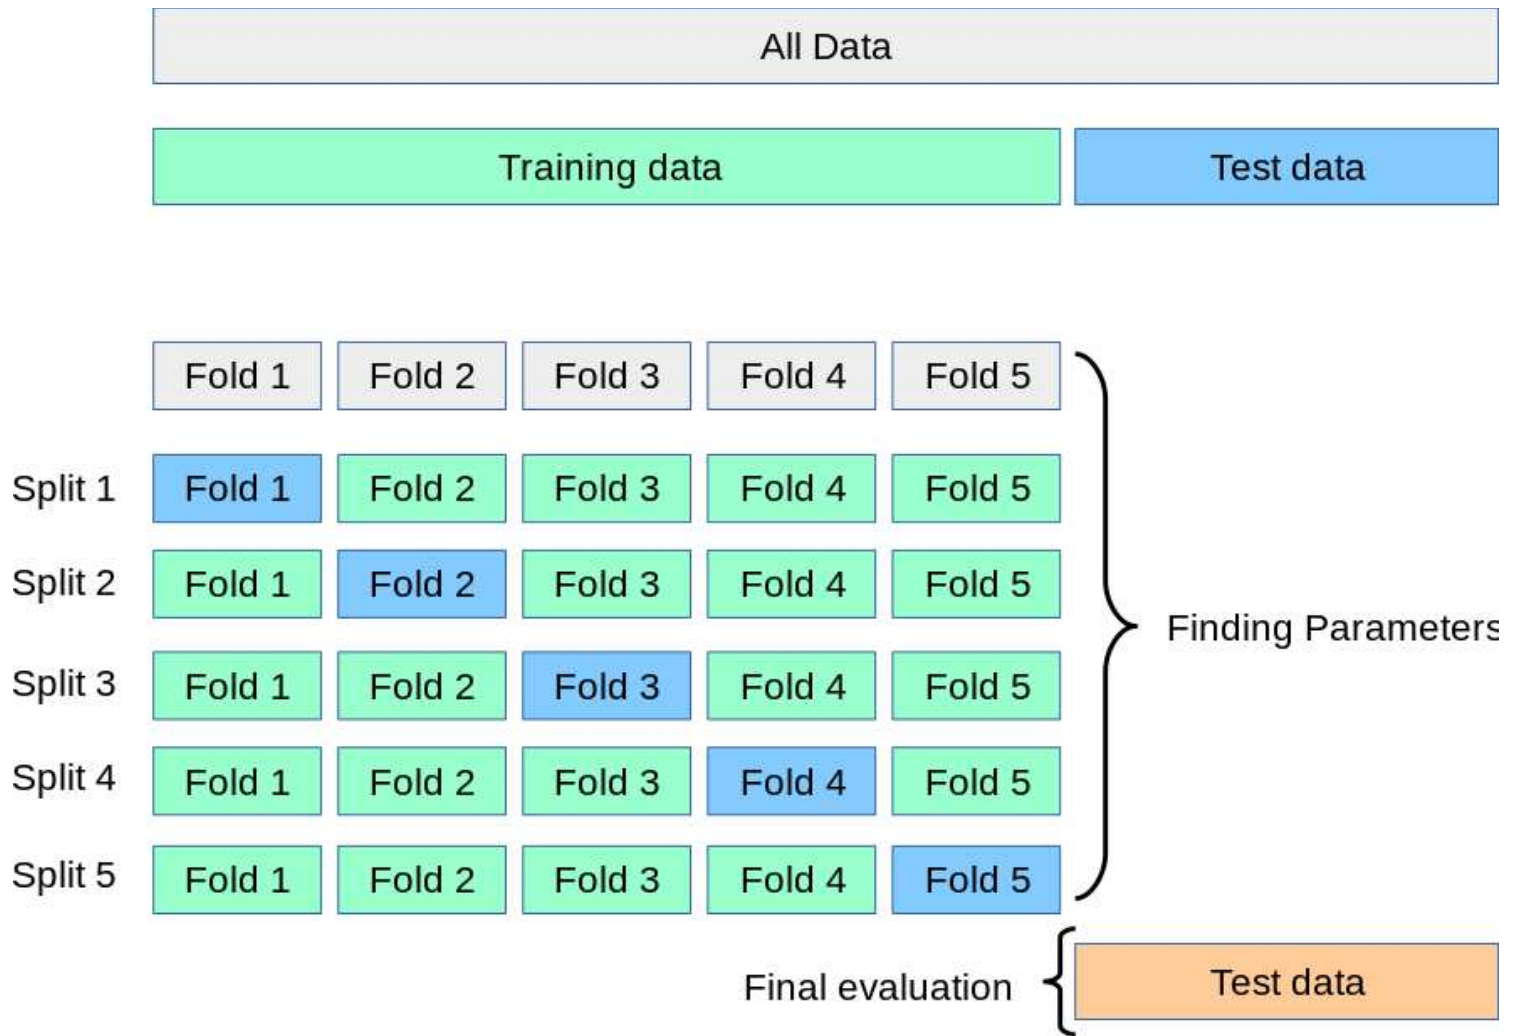 All Data
Training data Test data
Fold 1 Fold 2 Fold 3 Fold 4 Fold 5
Split 1 Fold 1 Fold 2 Fold 3 Fold 4 Fold 5
Split 2 Fold 1 Fold 2 Fold 3 Fold 4 Fold 5
Finding Parameters
Split 3 Fold 1 Fold 2 Fold 3 Fold 4 Fold 5
Split 4 Fold 1 Fold 2 Fold 3 Fold 4 Fold 5
Split 5 Fold 1 Fold 2 Fold 3 Fold 4 Fold 5
Final evaluation Test data